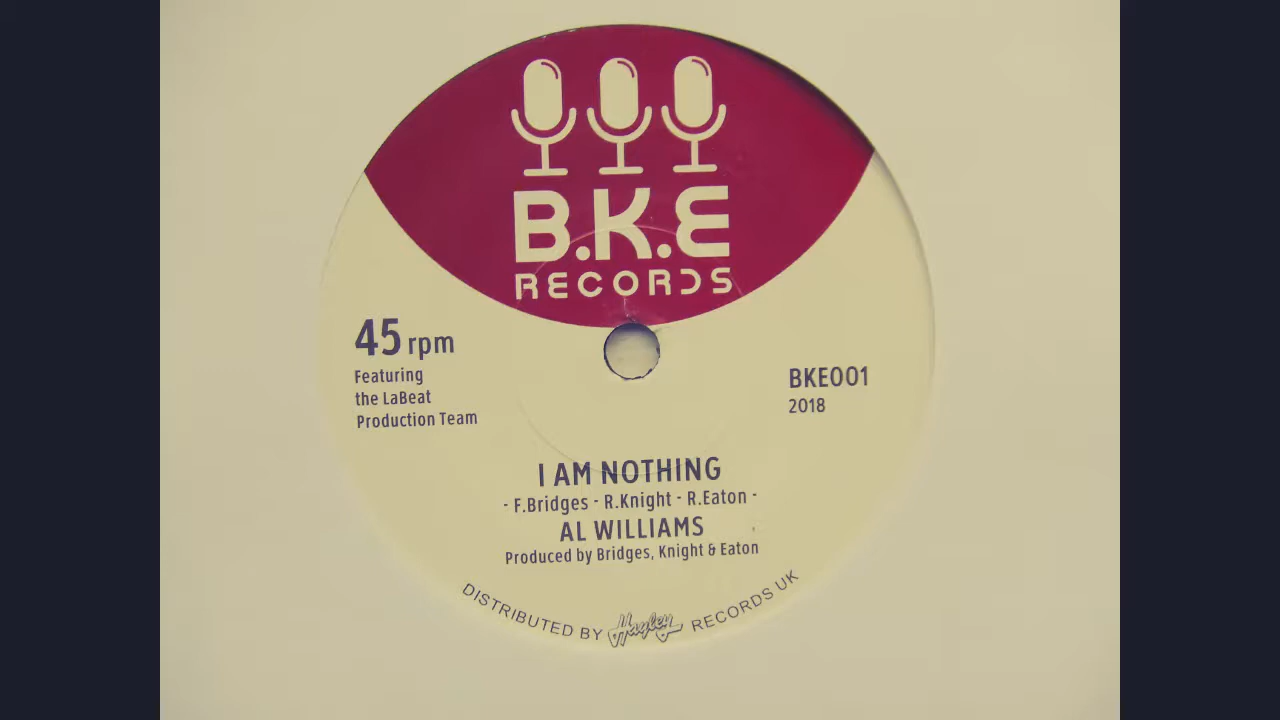 B.K.E
RECORDS
45 rpm
Featuring
the LaBeat
Production Team
BKE001
2018
I AM NOTHING
- F.Bridges - R.Knight - R.Eaton -
AL WILLIAMS
Produced by Bridges, Knight & Eaton
DISTRIBUTED BY Hayley RECORDS UK